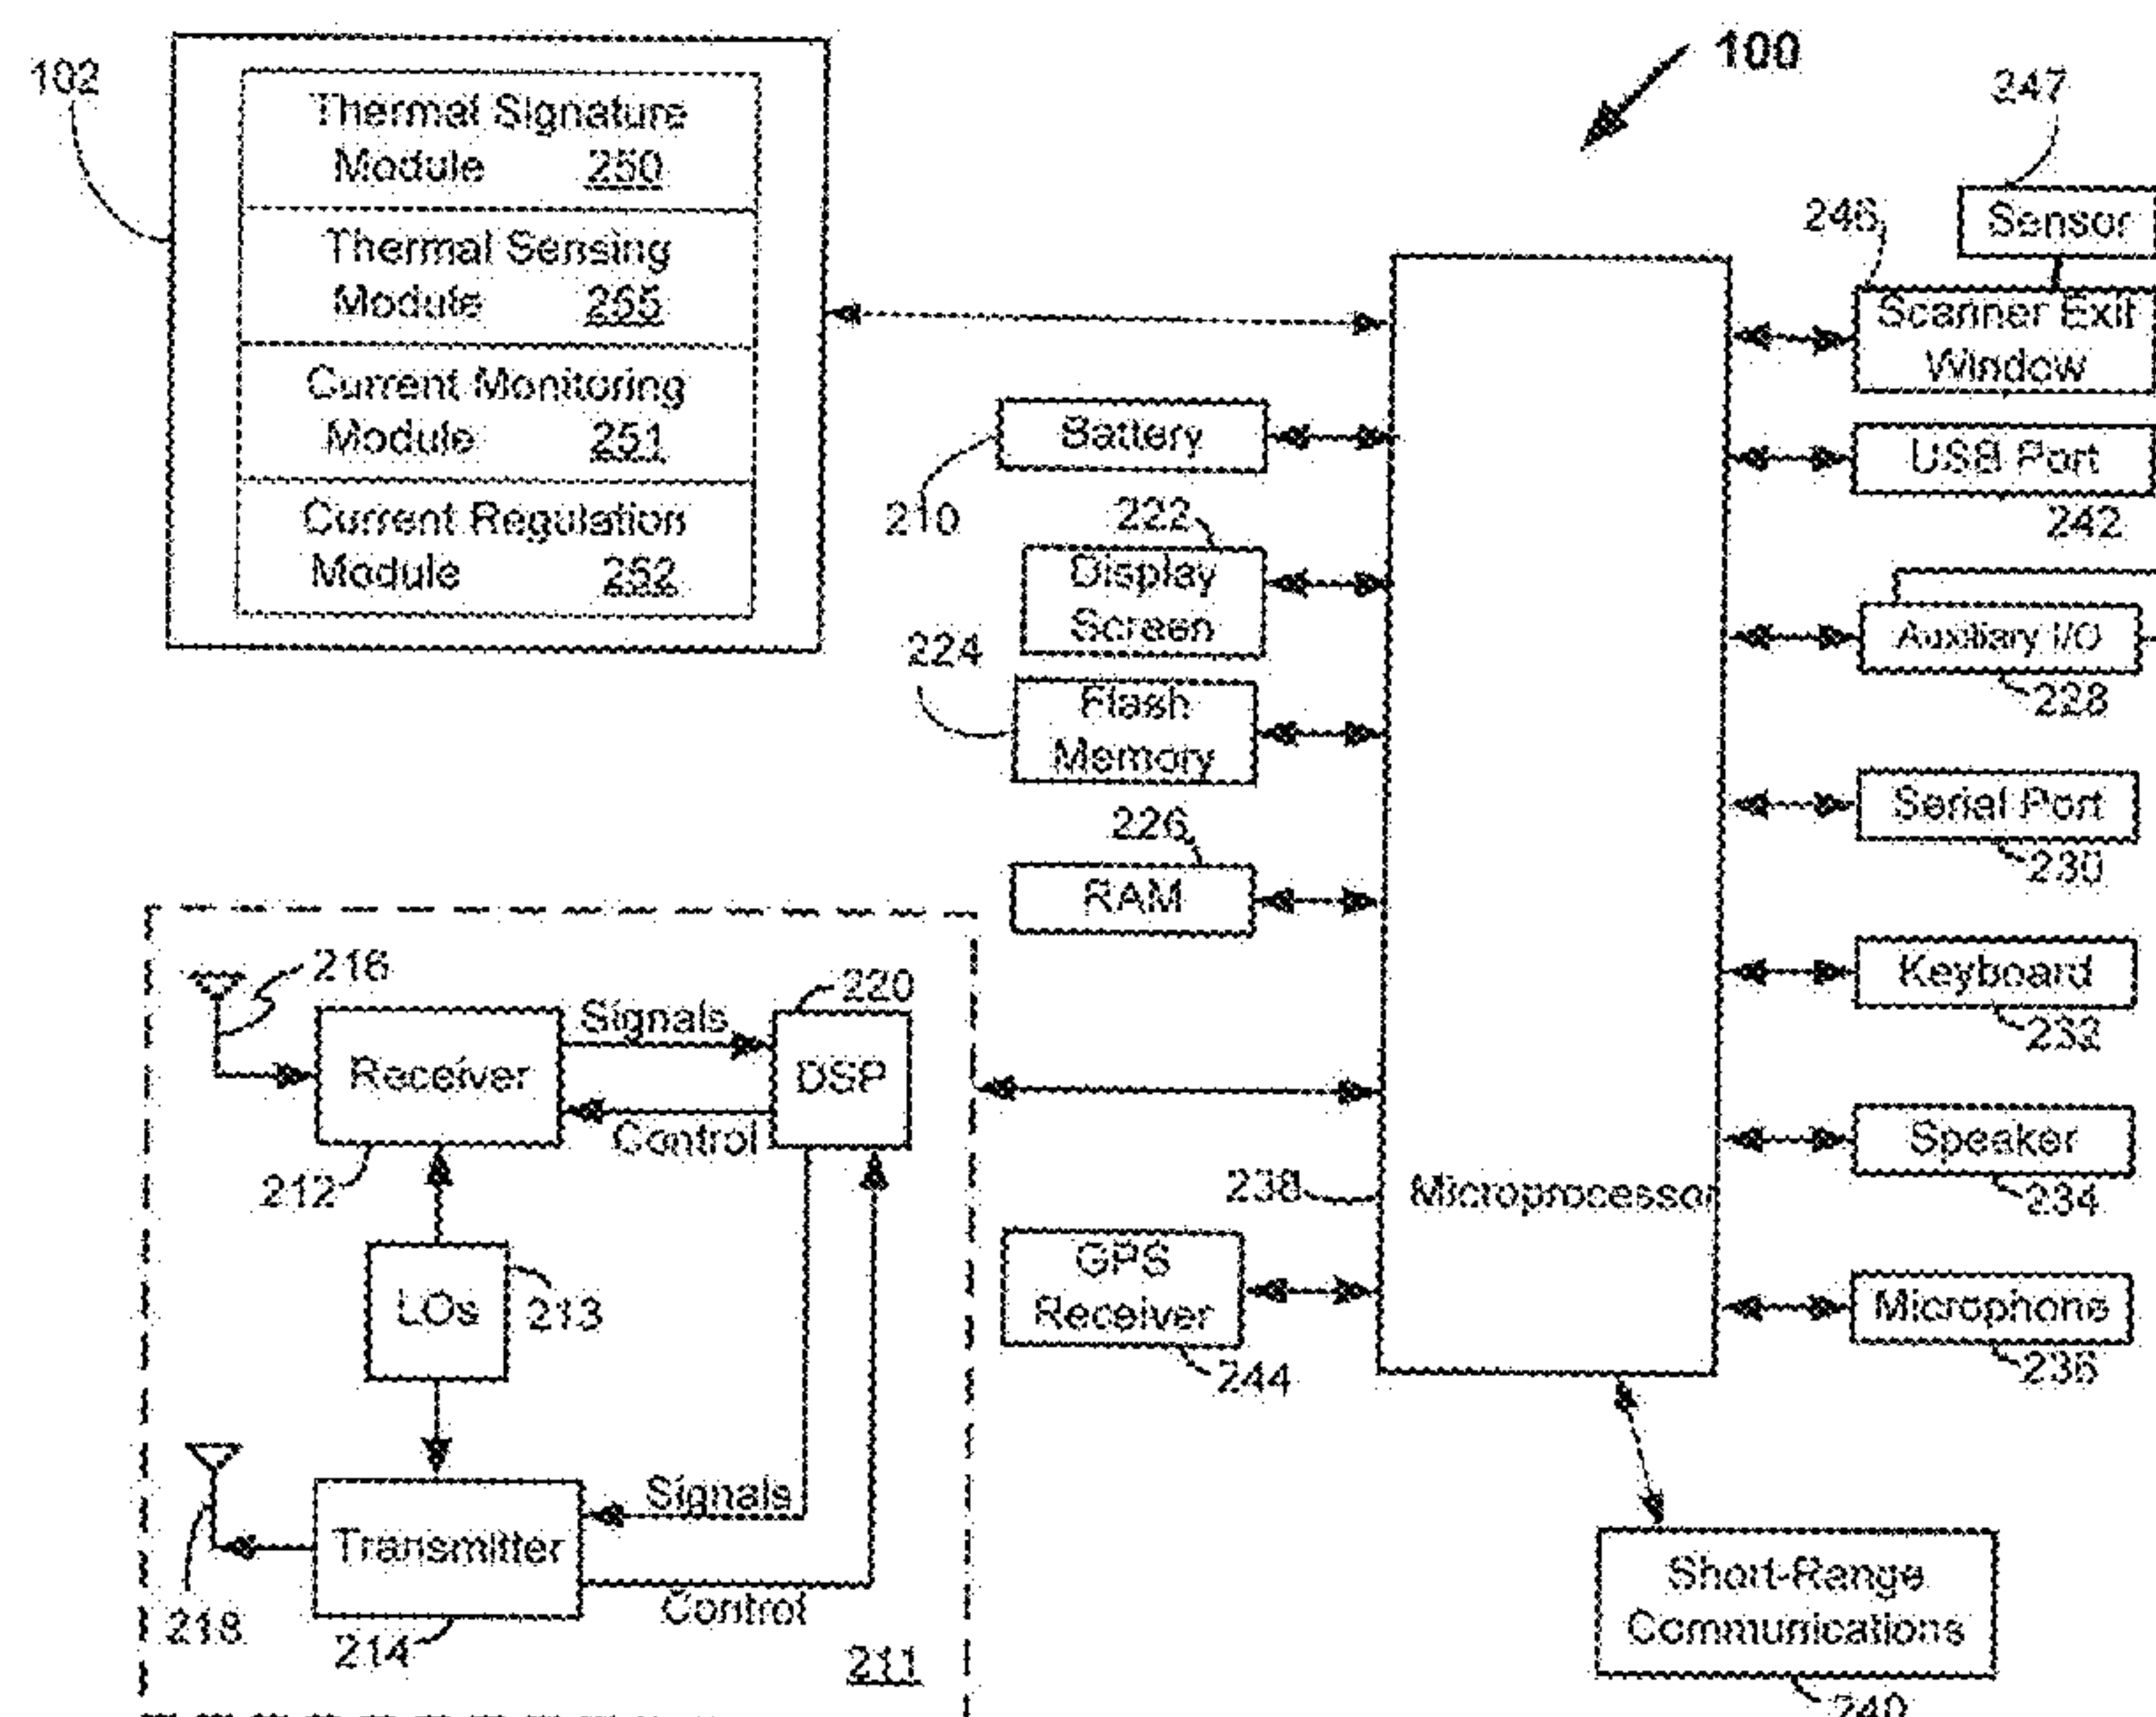 100
102
Thermal Signature
Module 250
Thermal Sensing
Module 255
Current Monitoring
Module 251
Current Regulation
Module 252
247
Sensor
246
Scanner Exit
Window
Battery
210
USB Port
242
222
Display
Screen
Auxiliary I/O
228
224
Flash
Memory
Serial Port
230
226
RAM
Keyboard
232
216
220
Signals
Receiver
DSP
Control
212
Speaker
234
238
Microprocessor
LOs
213
GPS
Receiver
244
Microphone
236
Signals
Transmitter
Control
218
214
211
Short-Range
Communications
240